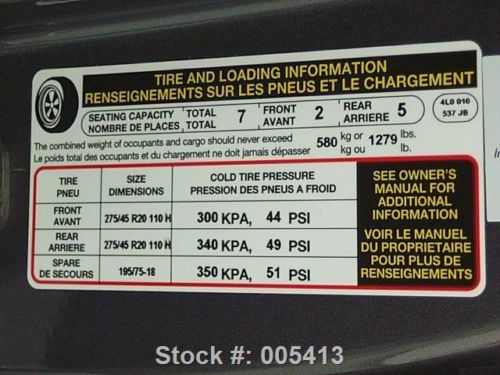 TIRE AND LOADING INFORMATION
RENSEIGNEMENTS SUR LES PNEUS ET LE CHARGEMENT
SEATING CAPACITY TOTAL 7 FRONT 2 REAR 5
NOMBRE DE PLACES TOTAL AVANT ARRIERE
4L0 010
537 JB
The combined weight of occupants and cargo should never exceed 580 kg or 1279 lbs.
Le poids total des occupants et du chargement ne doit jamais dépasser kg ou lb.
TIRE SIZE COLD TIRE PRESSURE
PNEU DIMENSIONS PRESSION DES PNEUS A FROID
FRONT
AVANT 275/45 R20 110 H 300 KPA, 44 PSI
REAR
ARRIERE 275/45 R20 110 H 340 KPA, 49 PSI
SPARE
DE SECOURS 195/75-18 350 KPA, 51 PSI
SEE OWNER'S
MANUAL FOR
ADDITIONAL
INFORMATION
VOIR LE MANUEL
DU PROPRIETAIRE
POUR PLUS DE
RENSEIGNEMENTS
Stock #: 005413